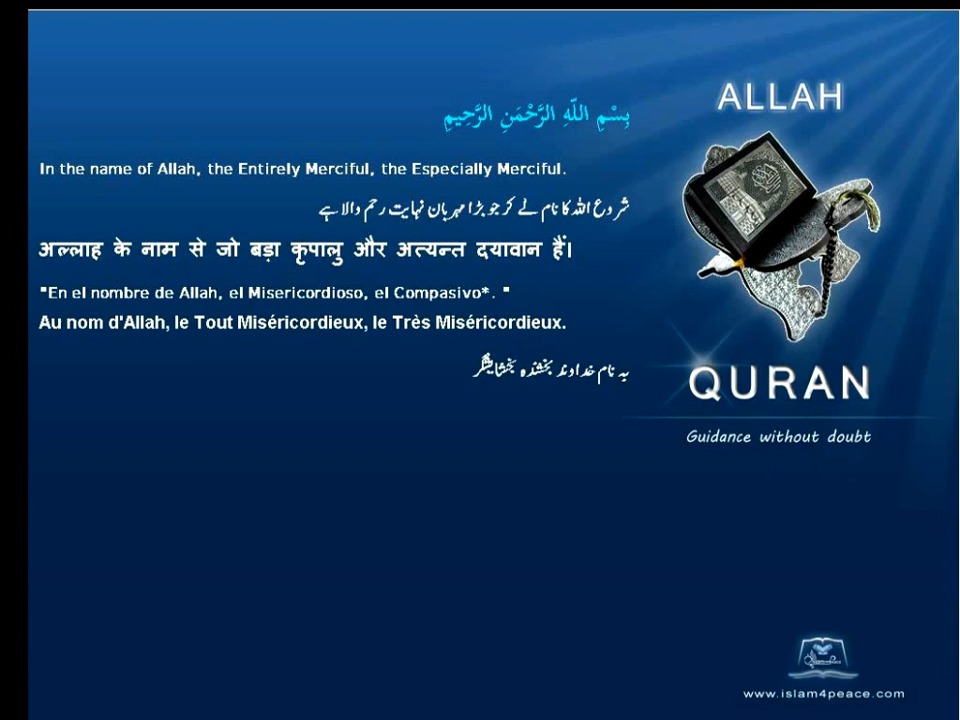 بِسْمِ اللّهِ الرَّحْمَنِ الرَّحِيمِ
In the name of Allah, the Entirely Merciful, the Especially Merciful.
شروع اللہ کا نام لے کر جو بڑا مہربان نہایت رحم والا ہے
अल्लाह के नाम से जो बड़ा कृपालु और अत्यन्त दयावान हैं।
"En el nombre de Allah, el Misericordioso, el Compasivo*. "
Au nom d'Allah, le Tout Miséricordieux, le Très Miséricordieux.
به نام خداوند بخشنده بخشایشگر
ALLAH
QURAN
Guidance without doubt
www.islam4peace.com